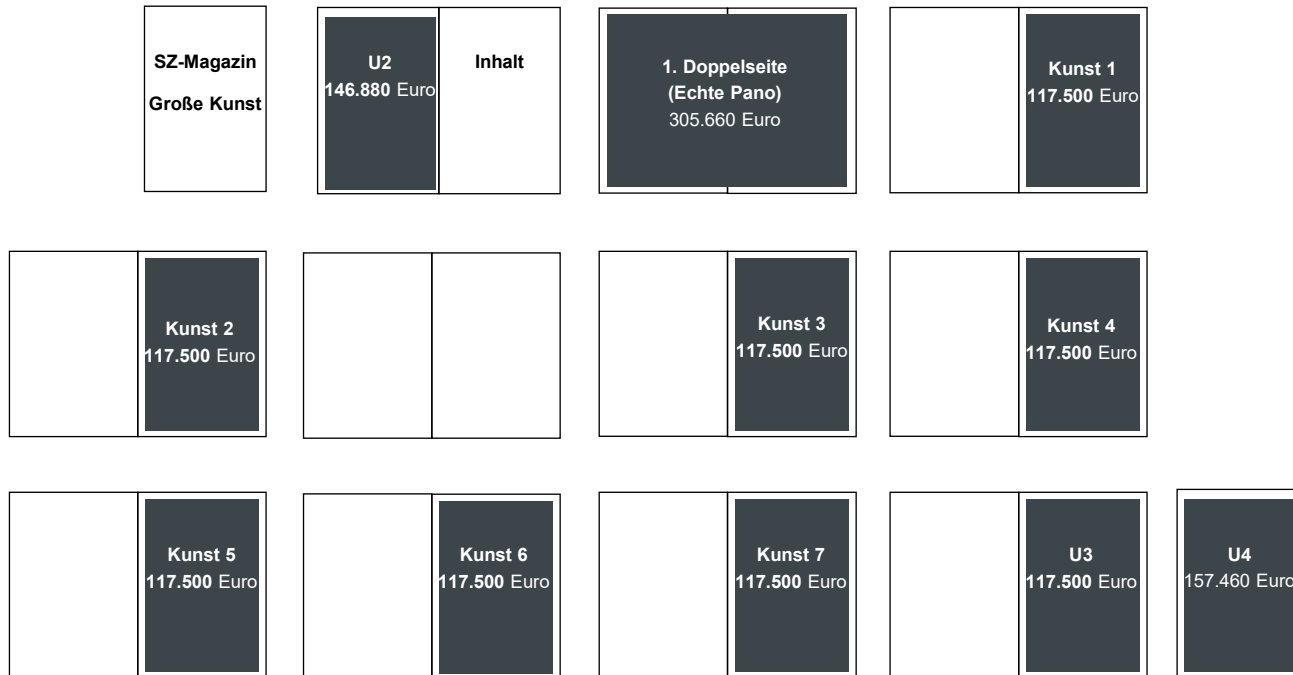 SZ-Magazin
Große Kunst
U2
146.880 Euro
Inhalt
1. Doppelseite
(Echte Pano)
305.660 Euro
Kunst 1
117.500 Euro
Kunst 2
117.500 Euro
Kunst 3
117.500 Euro
Kunst 4
117.500 Euro
Kunst 5
117.500 Euro
Kunst 6
117.500 Euro
Kunst 7
117.500 Euro
U3
117.500 Euro
U4
157.460 Euro